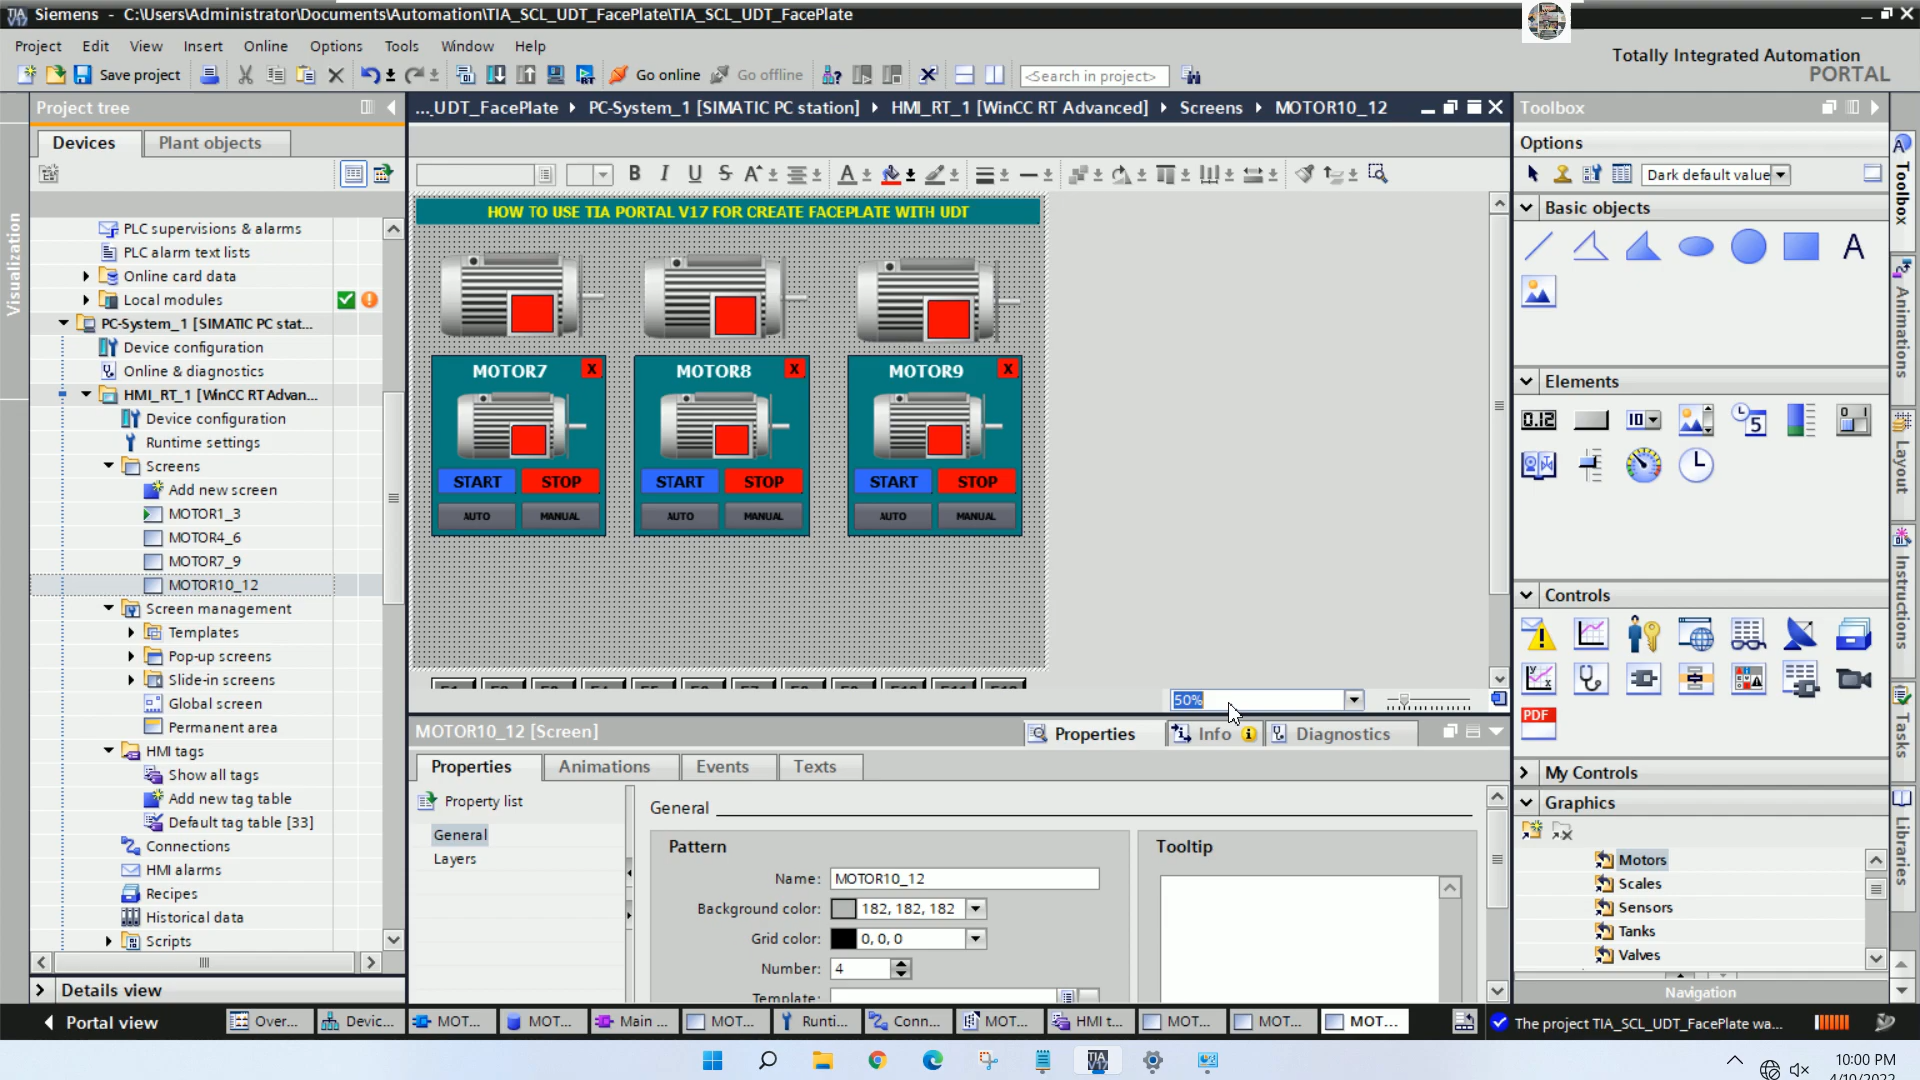 Siemens - C:\Users\Administrator\Documents\Automation\TIA_SCL_UDT_FacePlate\TIA_SCL_UDT_FacePlate
Project Edit View Insert Online Options Tools Window Help
Totally Integrated Automation
PORTAL
Save project
Go online
Go offline
<Search in project>
Project tree
Devices
Plant objects
Visualization
PLC supervisions & alarms
PLC alarm text lists
Online card data
Local modules
PC-System_1 [SIMATIC PC stat...
Device configuration
Online & diagnostics
HMI_RT_1 [WinCC RT Advan...
Device configuration
Runtime settings
Screens
Add new screen
MOTOR1_3
MOTOR4_6
MOTOR7_9
MOTOR10_12
Screen management
Templates
Pop-up screens
Slide-in screens
Global screen
Permanent area
HMI tags
Show all tags
Add new tag table
Default tag table [33]
Connections
HMI alarms
Recipes
Historical data
Scripts
Details view
..._UDT_FacePlate PC-System_1 [SIMATIC PC station] HMI_RT_1 [WinCC RT Advanced] Screens MOTOR10_12
B I U S A A
HOW TO USE TIA PORTAL V17 FOR CREATE FACEPLATE WITH UDT
MOTOR7 X MOTOR8 X MOTOR9 X
START STOP START STOP START STOP
AUTO MANUAL AUTO MANUAL AUTO MANUAL
50%
MOTOR10_12 [Screen]
Properties Info Diagnostics
Properties Animations Events Texts
Property list
General
Layers
General
Pattern
Name: MOTOR10_12
Background color: 182, 182, 182
Grid color: 0, 0, 0
Number: 4
Template:
Tooltip
Toolbox
Options
Dark default value
Basic objects
A
Elements
0.12 10 5 0 1
Controls
PDF
My Controls
Graphics
Motors
Scales
Sensors
Tanks
Valves
Navigation
Toolbox
Animations
Layout
Instructions
Tasks
Libraries
Portal view
Over... Devic... MOT... MOT... Main ... MOT... Runti... Conn... MOT... HMI t... MOT... MOT... MOT...
The project TIA_SCL_UDT_FacePlate wa...
10:00 PM
4/10/2022